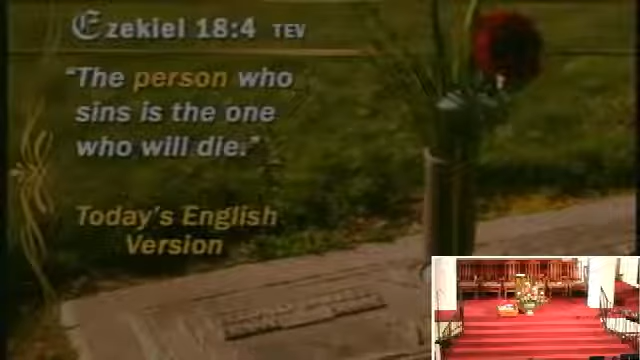 Ezekiel 18:4 TEV
"The person who
sins is the one
who will die."
Today's English
Version